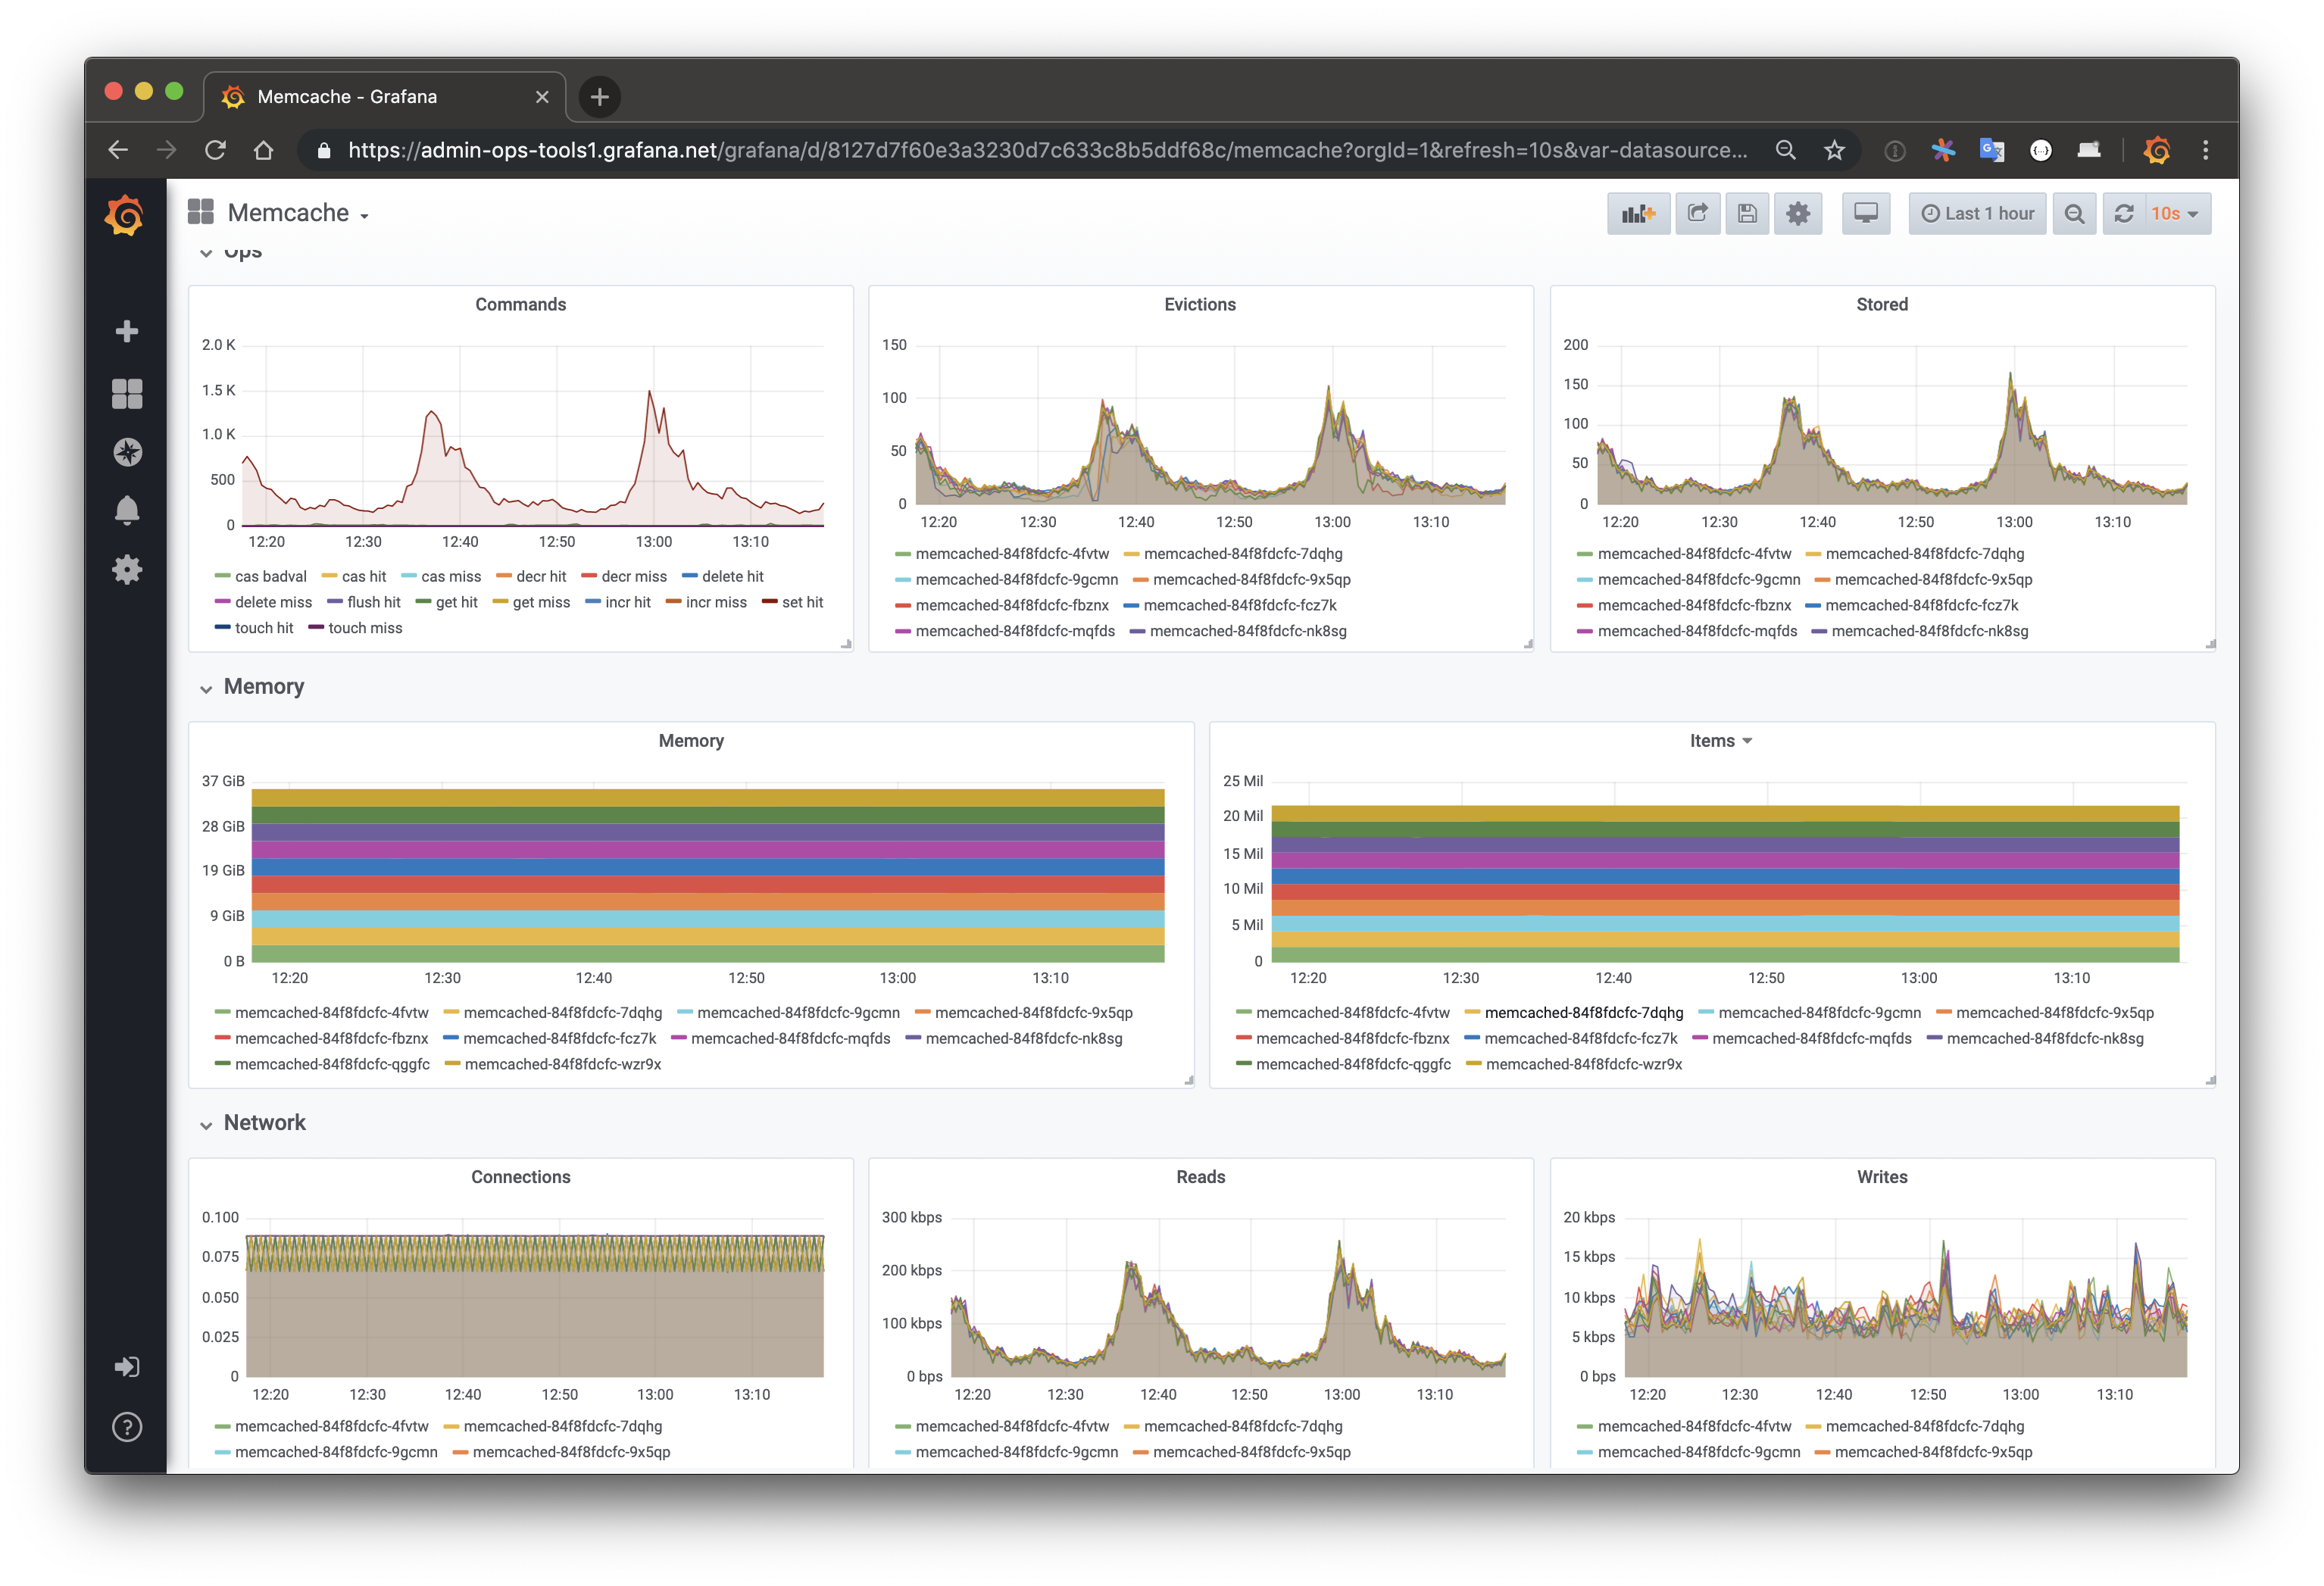 Memcache - Grafana
https://admin-ops-tools1.grafana.net/grafana/d/8127d7f60e3a3230d7c633c8b5ddf68c/memcache?orgId=1&refresh=10s&var-datasource...
Memcache
Last 1 hour
10s
Ops
Commands
2.0 K
1.5 K
1.0 K
500
0
12:20 12:30 12:40 12:50 13:00 13:10
cas badval cas hit cas miss decr hit decr miss delete hit
delete miss flush hit get hit get miss incr hit incr miss set hit
touch hit touch miss
Evictions
150
100
50
0
12:20 12:30 12:40 12:50 13:00 13:10
memcached-84f8fdcfc-4fvtw memcached-84f8fdcfc-7dqhg
memcached-84f8fdcfc-9gcmn memcached-84f8fdcfc-9x5qp
memcached-84f8fdcfc-fbznx memcached-84f8fdcfc-fcz7k
memcached-84f8fdcfc-mqfds memcached-84f8fdcfc-nk8sg
Stored
200
150
100
50
0
12:20 12:30 12:40 12:50 13:00 13:10
memcached-84f8fdcfc-4fvtw memcached-84f8fdcfc-7dqhg
memcached-84f8fdcfc-9gcmn memcached-84f8fdcfc-9x5qp
memcached-84f8fdcfc-fbznx memcached-84f8fdcfc-fcz7k
memcached-84f8fdcfc-mqfds memcached-84f8fdcfc-nk8sg
Memory
Memory
37 GiB
28 GiB
19 GiB
9 GiB
0 B
12:20 12:30 12:40 12:50 13:00 13:10
memcached-84f8fdcfc-4fvtw memcached-84f8fdcfc-7dqhg memcached-84f8fdcfc-9gcmn memcached-84f8fdcfc-9x5qp
memcached-84f8fdcfc-fbznx memcached-84f8fdcfc-fcz7k memcached-84f8fdcfc-mqfds memcached-84f8fdcfc-nk8sg
memcached-84f8fdcfc-qggfc memcached-84f8fdcfc-wzr9x
Items
25 Mil
20 Mil
15 Mil
10 Mil
5 Mil
0
12:20 12:30 12:40 12:50 13:00 13:10
memcached-84f8fdcfc-4fvtw memcached-84f8fdcfc-7dqhg memcached-84f8fdcfc-9gcmn memcached-84f8fdcfc-9x5qp
memcached-84f8fdcfc-fbznx memcached-84f8fdcfc-fcz7k memcached-84f8fdcfc-mqfds memcached-84f8fdcfc-nk8sg
memcached-84f8fdcfc-qggfc memcached-84f8fdcfc-wzr9x
Network
Connections
0.100
0.075
0.050
0.025
0
12:20 12:30 12:40 12:50 13:00 13:10
memcached-84f8fdcfc-4fvtw memcached-84f8fdcfc-7dqhg
memcached-84f8fdcfc-9gcmn memcached-84f8fdcfc-9x5qp
Reads
300 kbps
200 kbps
100 kbps
0 bps
12:20 12:30 12:40 12:50 13:00 13:10
memcached-84f8fdcfc-4fvtw memcached-84f8fdcfc-7dqhg
memcached-84f8fdcfc-9gcmn memcached-84f8fdcfc-9x5qp
Writes
20 kbps
15 kbps
10 kbps
5 kbps
0 bps
12:20 12:30 12:40 12:50 13:00 13:10
memcached-84f8fdcfc-4fvtw memcached-84f8fdcfc-7dqhg
memcached-84f8fdcfc-9gcmn memcached-84f8fdcfc-9x5qp